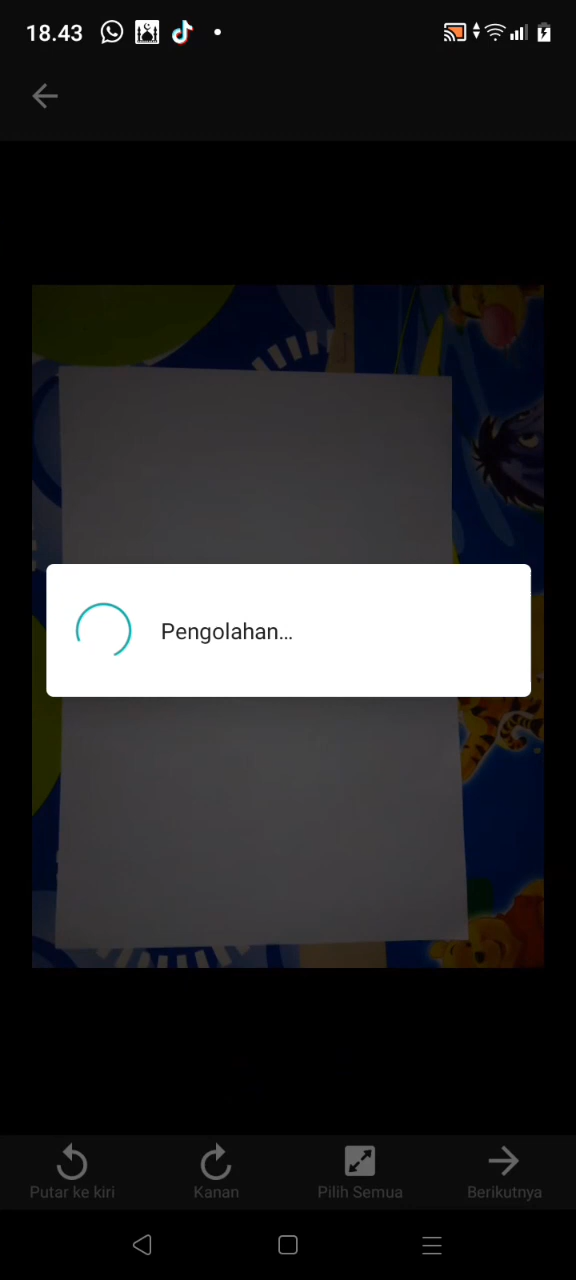 18.43
Pengolahan...
Putar ke kiri
Kanan
Pilih Semua
Berikutnya